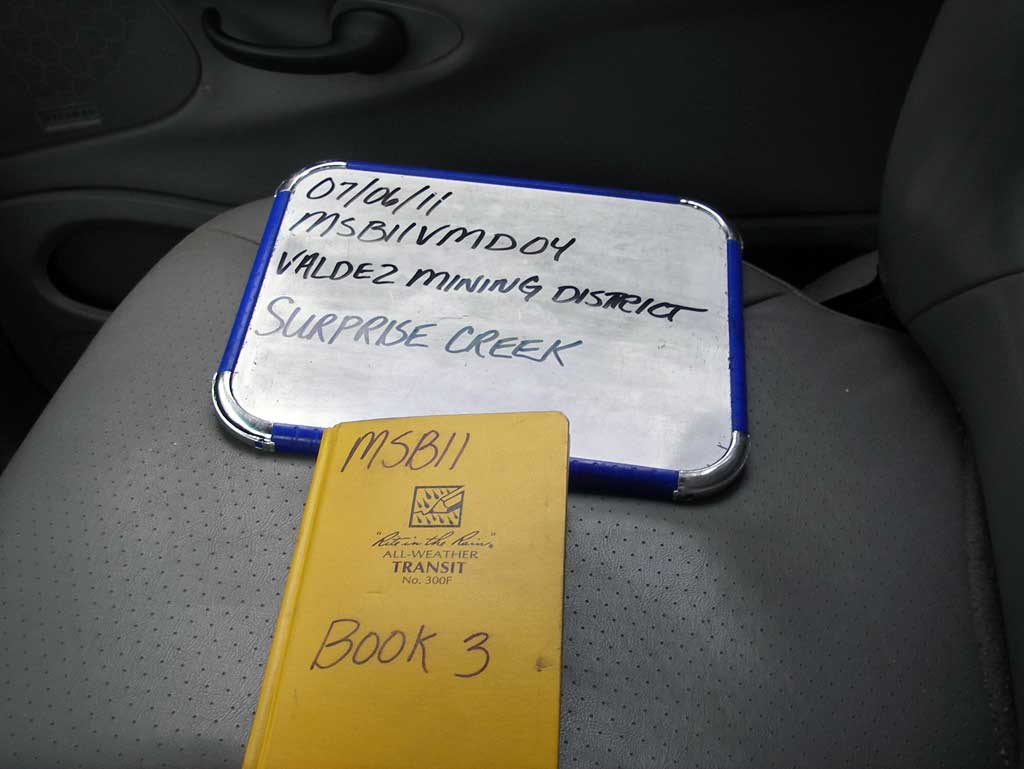 07/06/11
MSB11VMD04
VALDEZ MINING DISTRICT
SURPRISE CREEK
MSB11
"Rite in the Rain"®
ALL-WEATHER
TRANSIT
No. 300F
BOOK 3